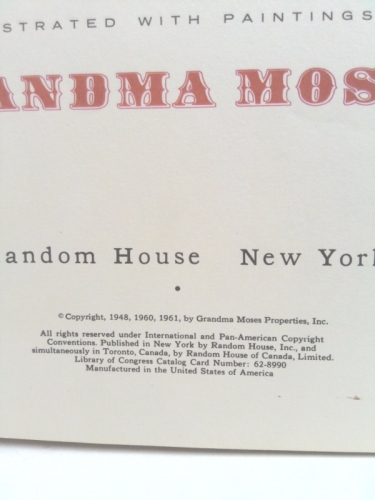 STRATED WITH PAINTINGS
ANDMA MOS
andom House New York
© Copyright, 1948, 1960, 1961, by Grandma Moses Properties, Inc.
All rights reserved under International and Pan-American Copyright
Conventions. Published in New York by Random House, Inc., and
simultaneously in Toronto, Canada, by Random House of Canada, Limited.
Library of Congress Catalog Card Number: 62-8990
Manufactured in the United States of America